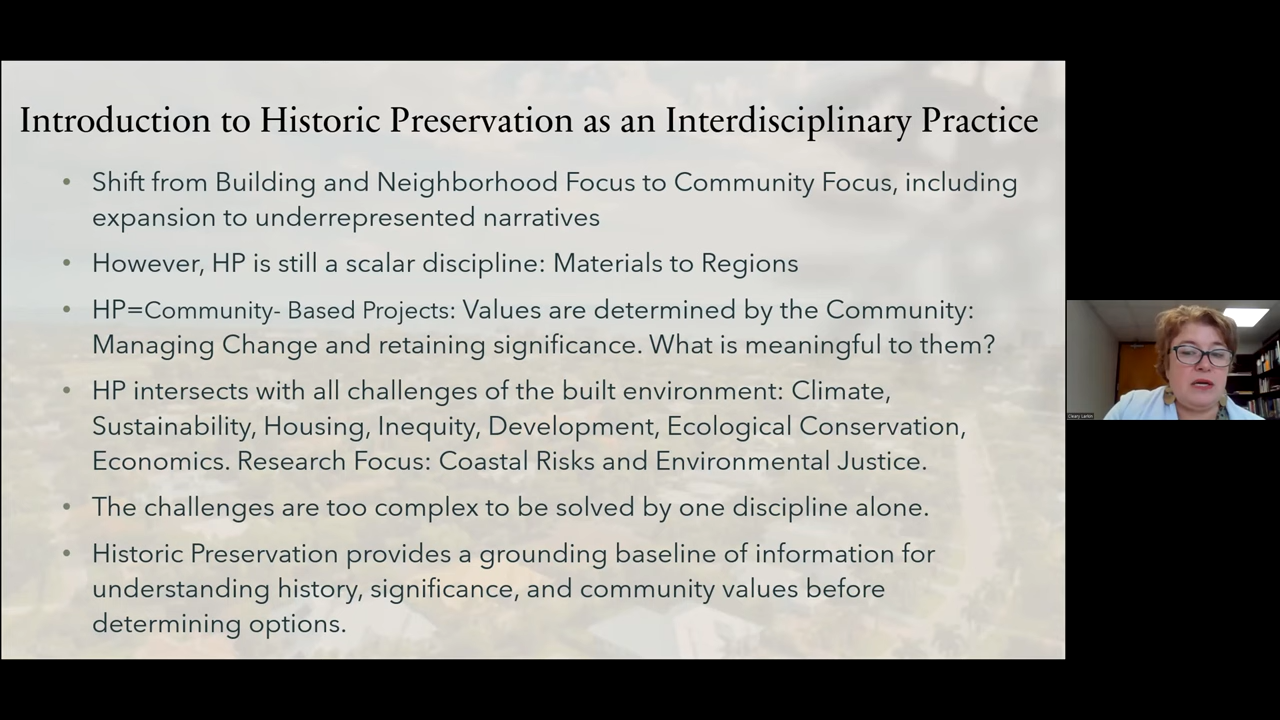 Introduction to Historic Preservation as an Interdisciplinary Practice
• Shift from Building and Neighborhood Focus to Community Focus, including
expansion to underrepresented narratives
• However, HP is still a scalar discipline: Materials to Regions
• HP=Community- Based Projects: Values are determined by the Community:
Managing Change and retaining significance. What is meaningful to them?
• HP intersects with all challenges of the built environment: Climate,
Sustainability, Housing, Inequity, Development, Ecological Conservation,
Economics. Research Focus: Coastal Risks and Environmental Justice.
• The challenges are too complex to be solved by one discipline alone.
• Historic Preservation provides a grounding baseline of information for
understanding history, significance, and community values before
determining options.
Cleary Larkin